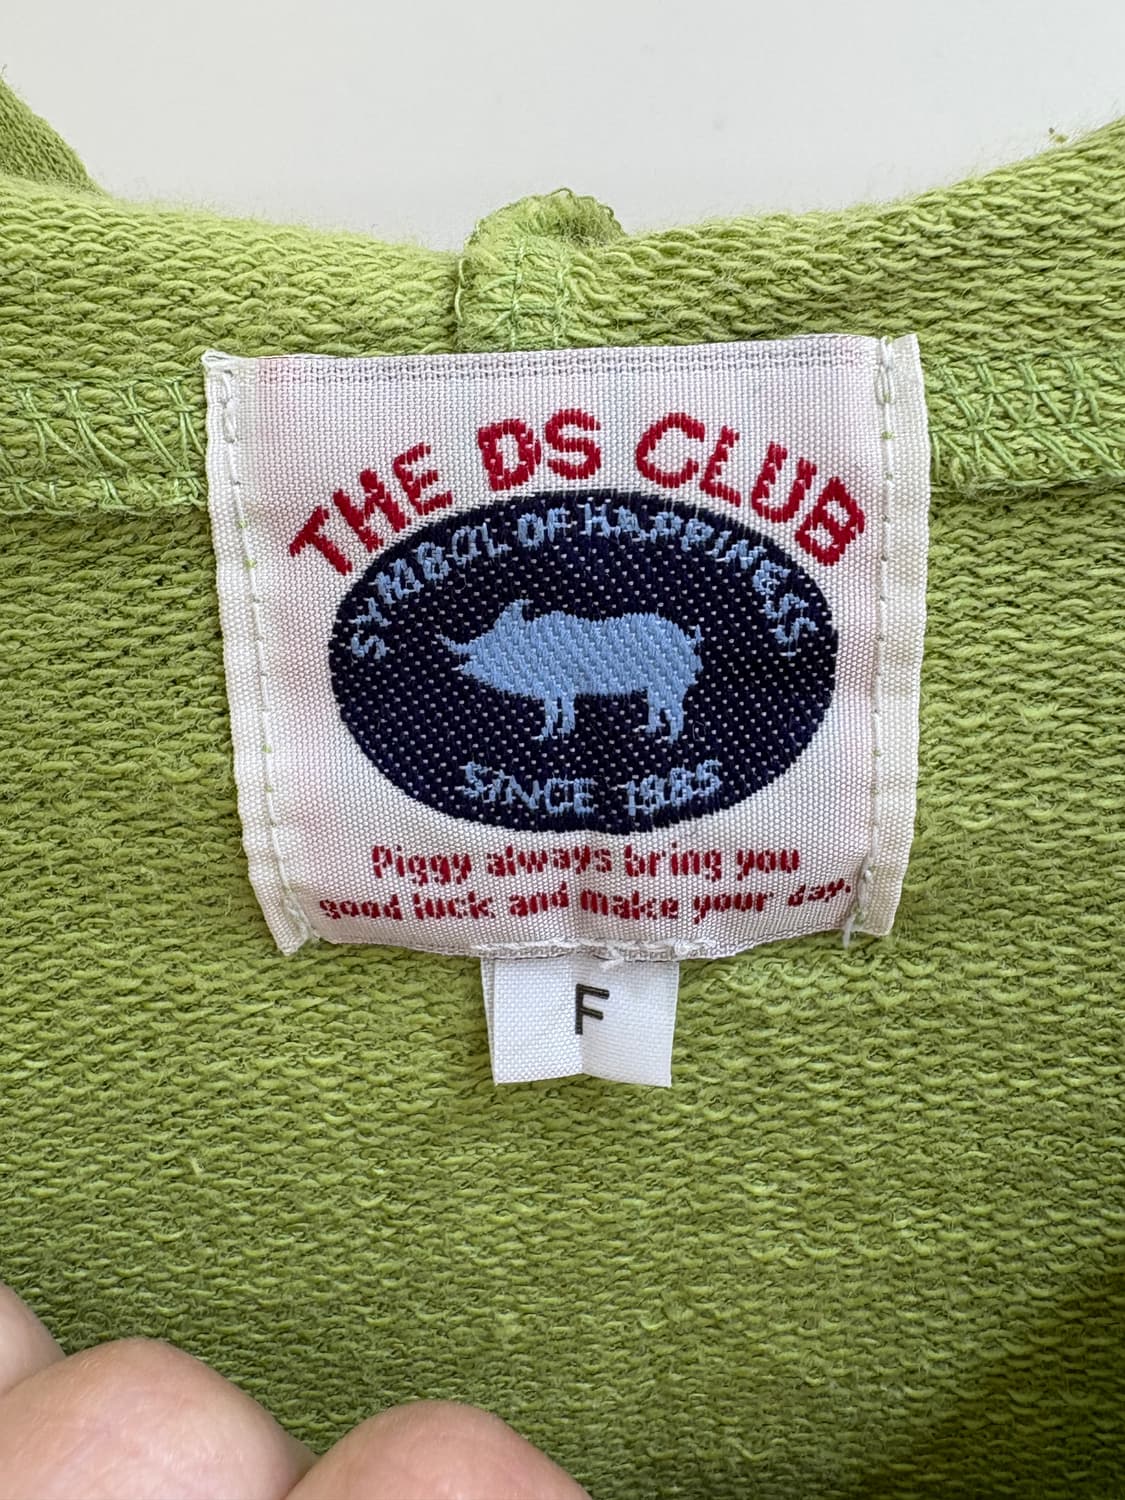 THE DS CLUB
SYMBOL OF HAPPINESS
SINCE 1985
Piggy always bring you
good luck and make your day.
F